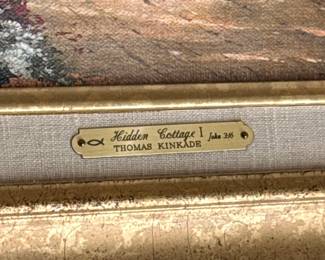 Hidden Cottage I John 3:16
THOMAS KINKADE